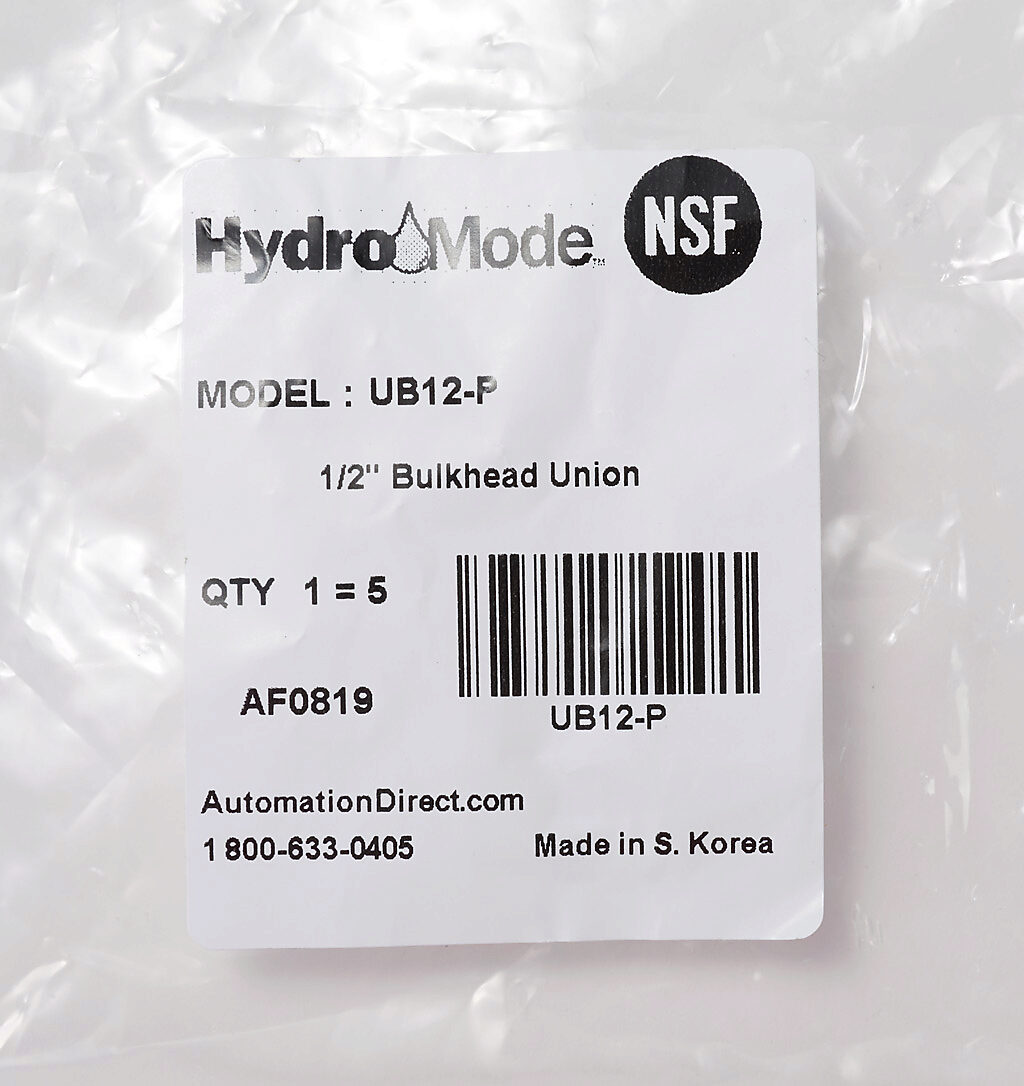 HydroMode™ NSF
MODEL : UB12-P
1/2" Bulkhead Union
QTY 1 = 5
AF0819
UB12-P
AutomationDirect.com
1 800-633-0405 Made in S. Korea